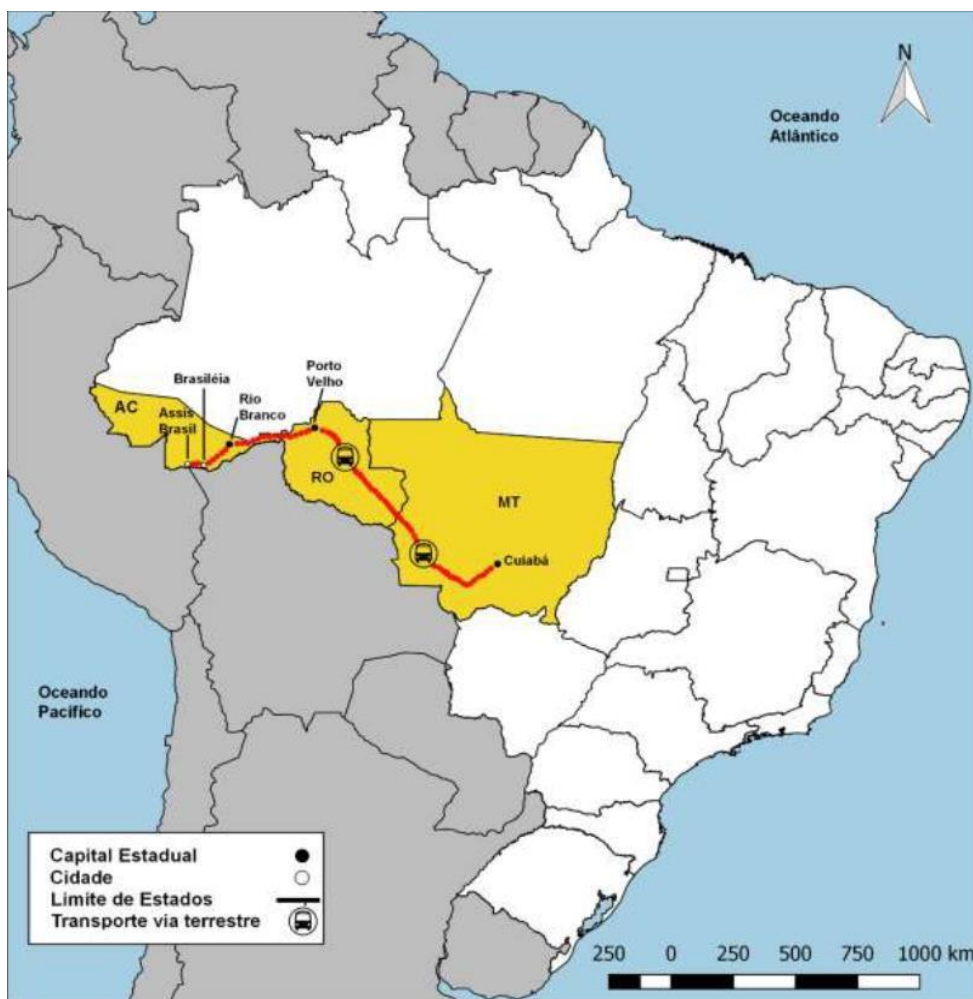 N
Oceando
Atlântico
Porto
Velho
Brasiléia
Rio
Branco
AC
Assis
Brasil
RO
MT
Cuiabá
Oceando
Pacífico
Capital Estadual
Cidade
Limite de Estados
Transporte via terrestre
250 0 250 500 750 1000 km